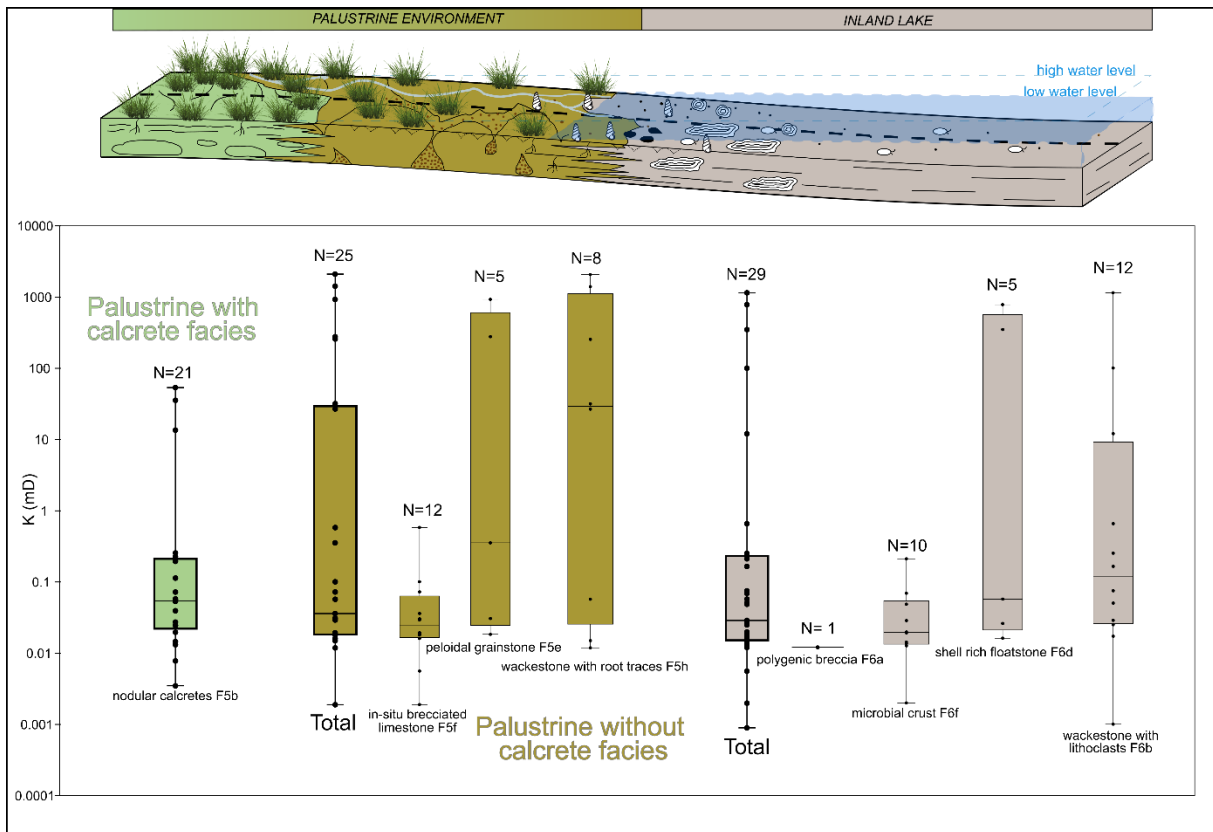 PALUSTRINE ENVIRONMENT
INLAND LAKE
high water level
low water level
10000
1000
100
10
1
0.1
0.01
0.001
0.0001
K (mD)
Palustrine with
calcrete facies
N=21
nodular calcretes F5b
N=25
Total
N=12
in-situ brecciated
limestone F5f
N=5
peloidal grainstone F5e
N=8
wackestone with root traces F5h
Palustrine without
calcrete facies
N=29
Total
N= 1
polygenic breccia F6a
N=10
microbial crust F6f
N=5
shell rich floatstone F6d
N=12
wackestone with
lithoclasts F6b